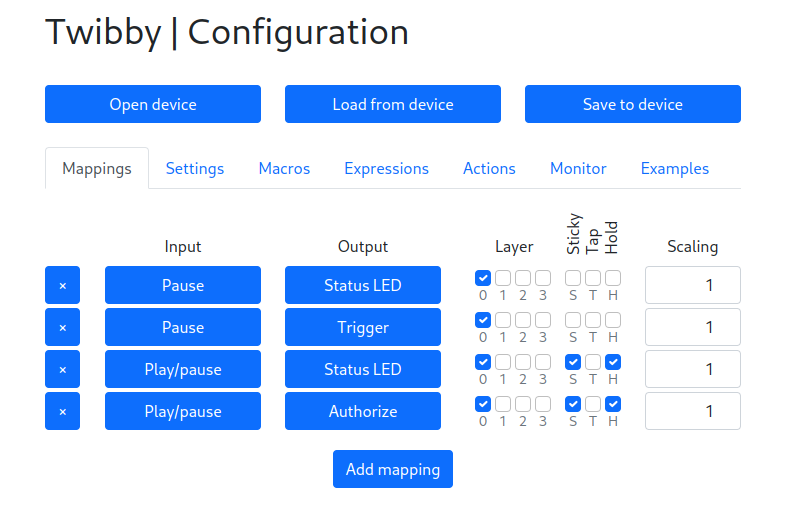 Twibby | Configuration
Open device Load from device Save to device
Mappings Settings Macros Expressions Actions Monitor Examples
Input Output Layer Sticky Tap Hold Scaling
× Pause Status LED 0 1 2 3 S T H 1
× Pause Trigger 0 1 2 3 S T H 1
× Play/pause Status LED 0 1 2 3 S T H 1
× Play/pause Authorize 0 1 2 3 S T H 1
Add mapping